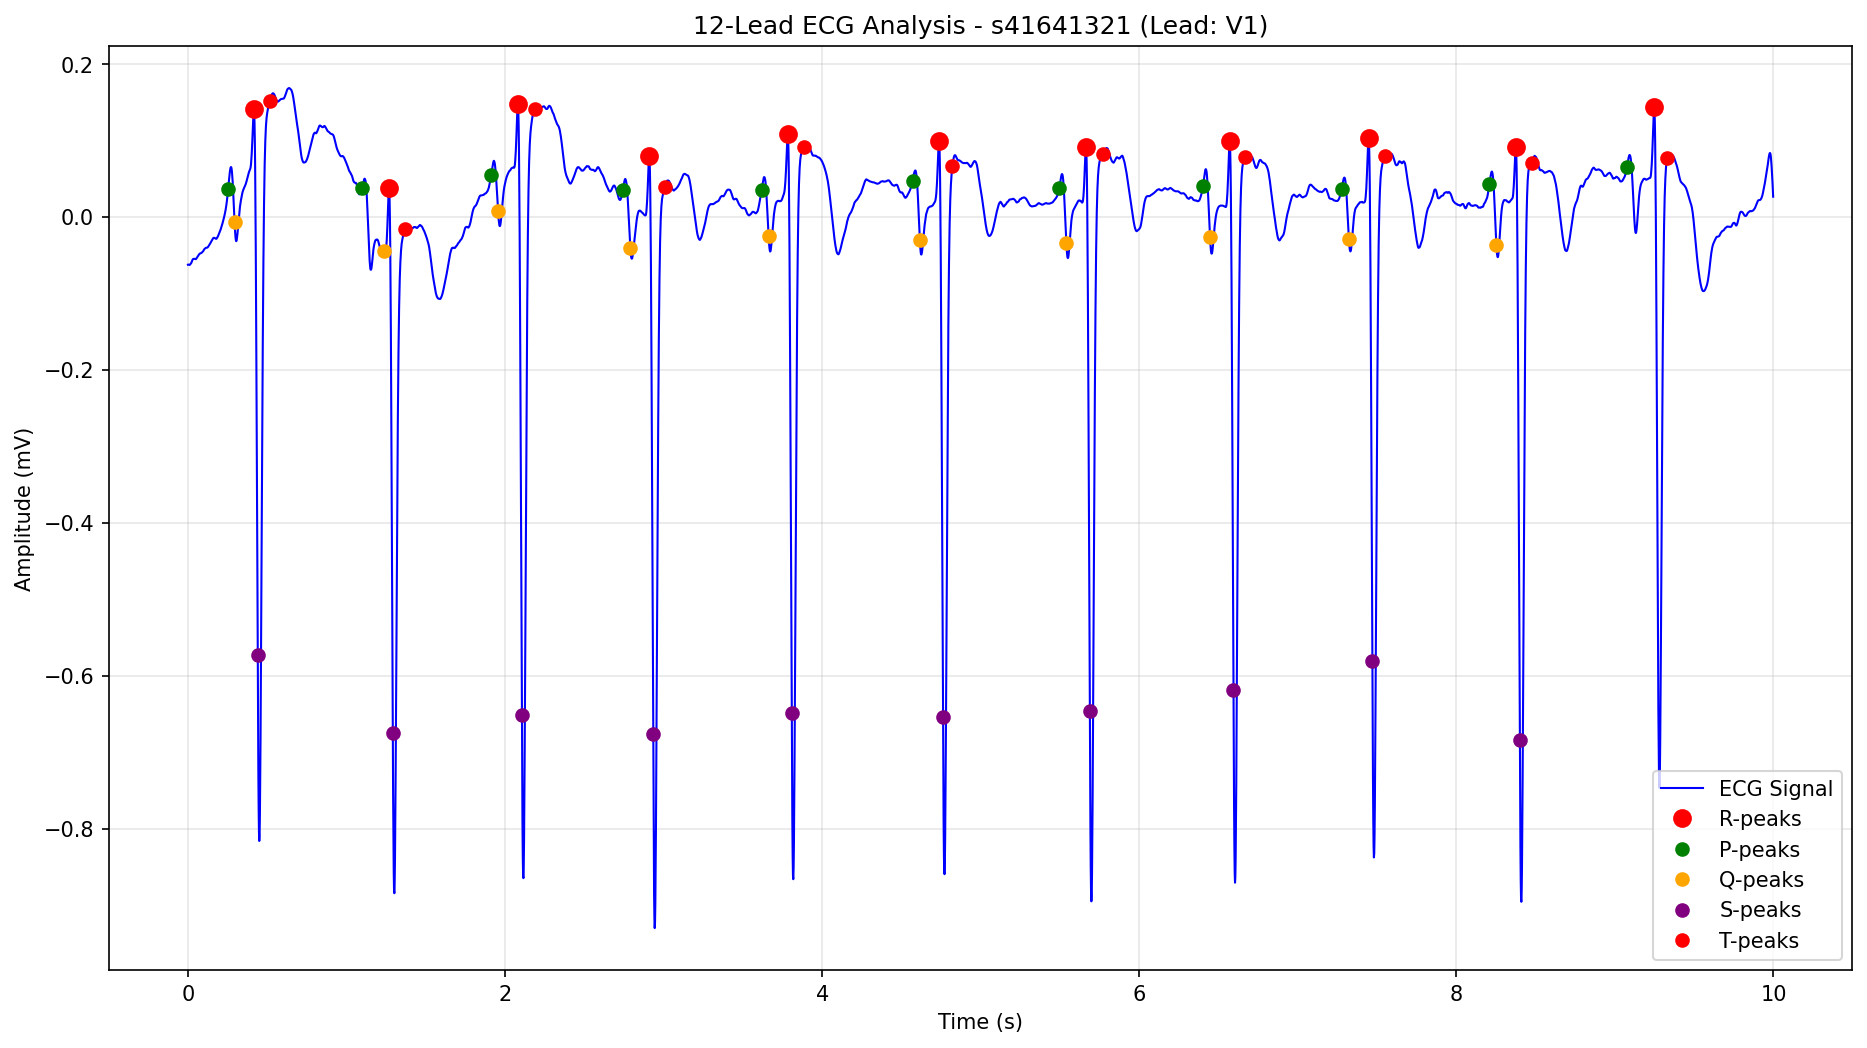 12-Lead ECG Analysis - s41641321 (Lead: V1)
0.2
0.0
−0.2
−0.4
−0.6
−0.8
Amplitude (mV)
0 2 4 6 8 10
Time (s)
ECG Signal
R-peaks
P-peaks
Q-peaks
S-peaks
T-peaks